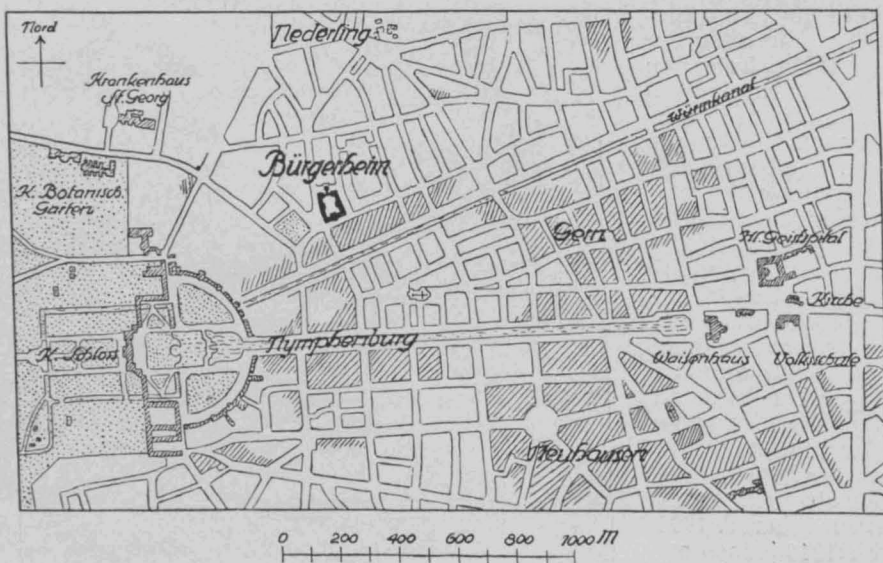 Nord
Nederling
Krankenhaus
St. Georg
Würmkanal
Bürgerheim
K. Botanisch.
Garten
Gern
Hl. Geistspital
Kirche
K. Schloss
Nymphenburg
Waisenhaus
Volksschule
Neuhausen
0 200 400 600 800 1000 m